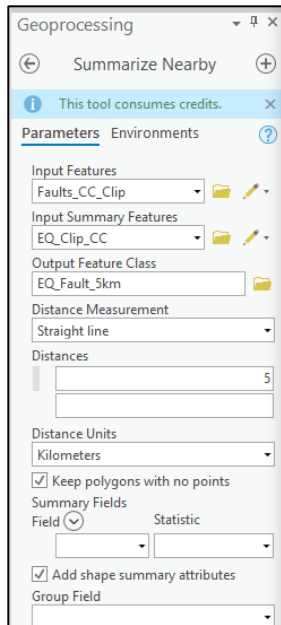 Geoprocessing
Summarize Nearby
This tool consumes credits.
Parameters Environments
Input Features
Faults_CC_Clip
Input Summary Features
EQ_Clip_CC
Output Feature Class
EQ_Fault_5km
Distance Measurement
Straight line
Distances
5
Distance Units
Kilometers
Keep polygons with no points
Summary Fields
Field Statistic
Add shape summary attributes
Group Field